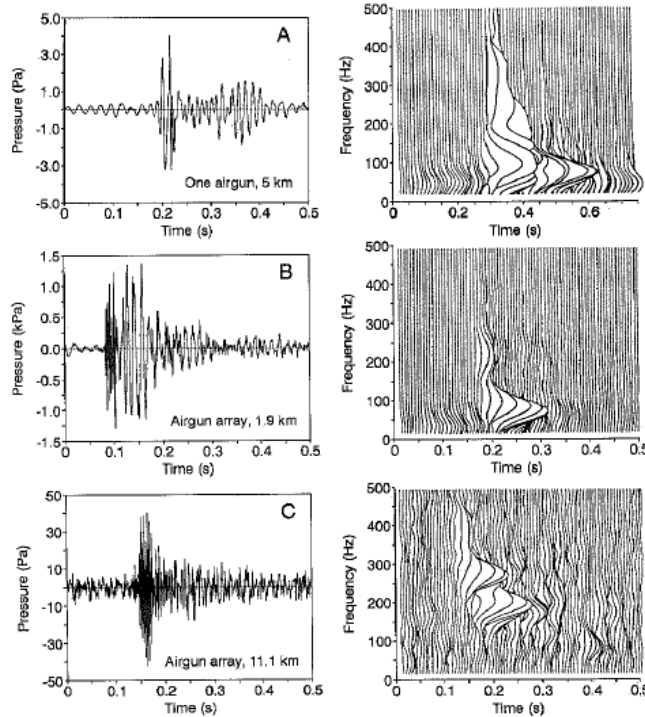 A
Pressure (Pa)
5.0
3.0
1.0
-1.0
-3.0
-5.0
One airgun, 5 km
0 0.1 0.2 0.3 0.4 0.5
Time (s)
Frequency (Hz)
500
400
300
200
100
0
0 0.2 0.4 0.6
Time (s)
B
Pressure (kPa)
1.5
1.0
0.5
0.0
-0.5
-1.0
-1.5
Airgun array, 1.9 km
0 0.1 0.2 0.3 0.4 0.5
Time (s)
Frequency (Hz)
500
400
300
200
100
0
0 0.1 0.2 0.3 0.4 0.5
Time (s)
C
Pressure (Pa)
50
30
10
-10
-30
-50
Airgun array, 11.1 km
0 0.1 0.2 0.3 0.4 0.5
Time (s)
Frequency (Hz)
500
400
300
200
100
0
0 0.1 0.2 0.3 0.4 0.5
Time (s)